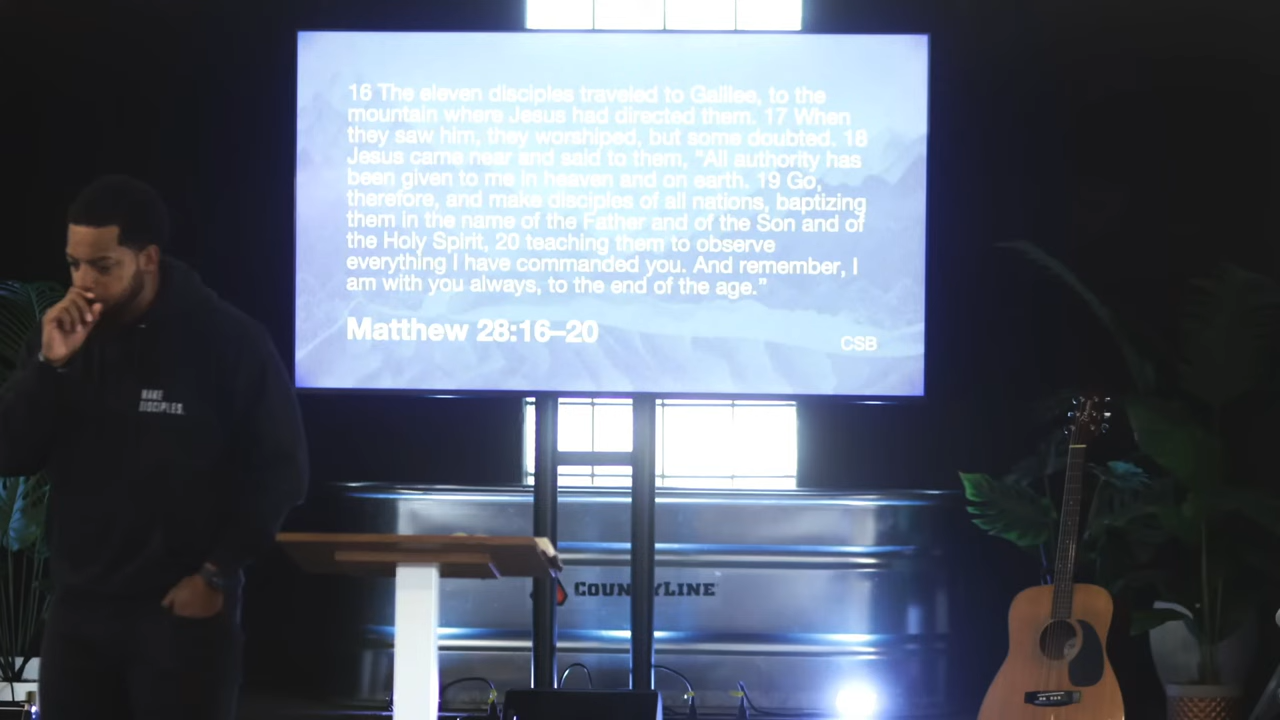 16 The eleven disciples traveled to Galilee, to the
mountain where Jesus had directed them. 17 When
they saw him, they worshiped, but some doubted. 18
Jesus came near and said to them, "All authority has
been given to me in heaven and on earth. 19 Go,
therefore, and make disciples of all nations, baptizing
them in the name of the Father and of the Son and of
the Holy Spirit, 20 teaching them to observe
everything I have commanded you. And remember, I
am with you always, to the end of the age."
Matthew 28:16–20
CSB
MAKE
DISCIPLES.